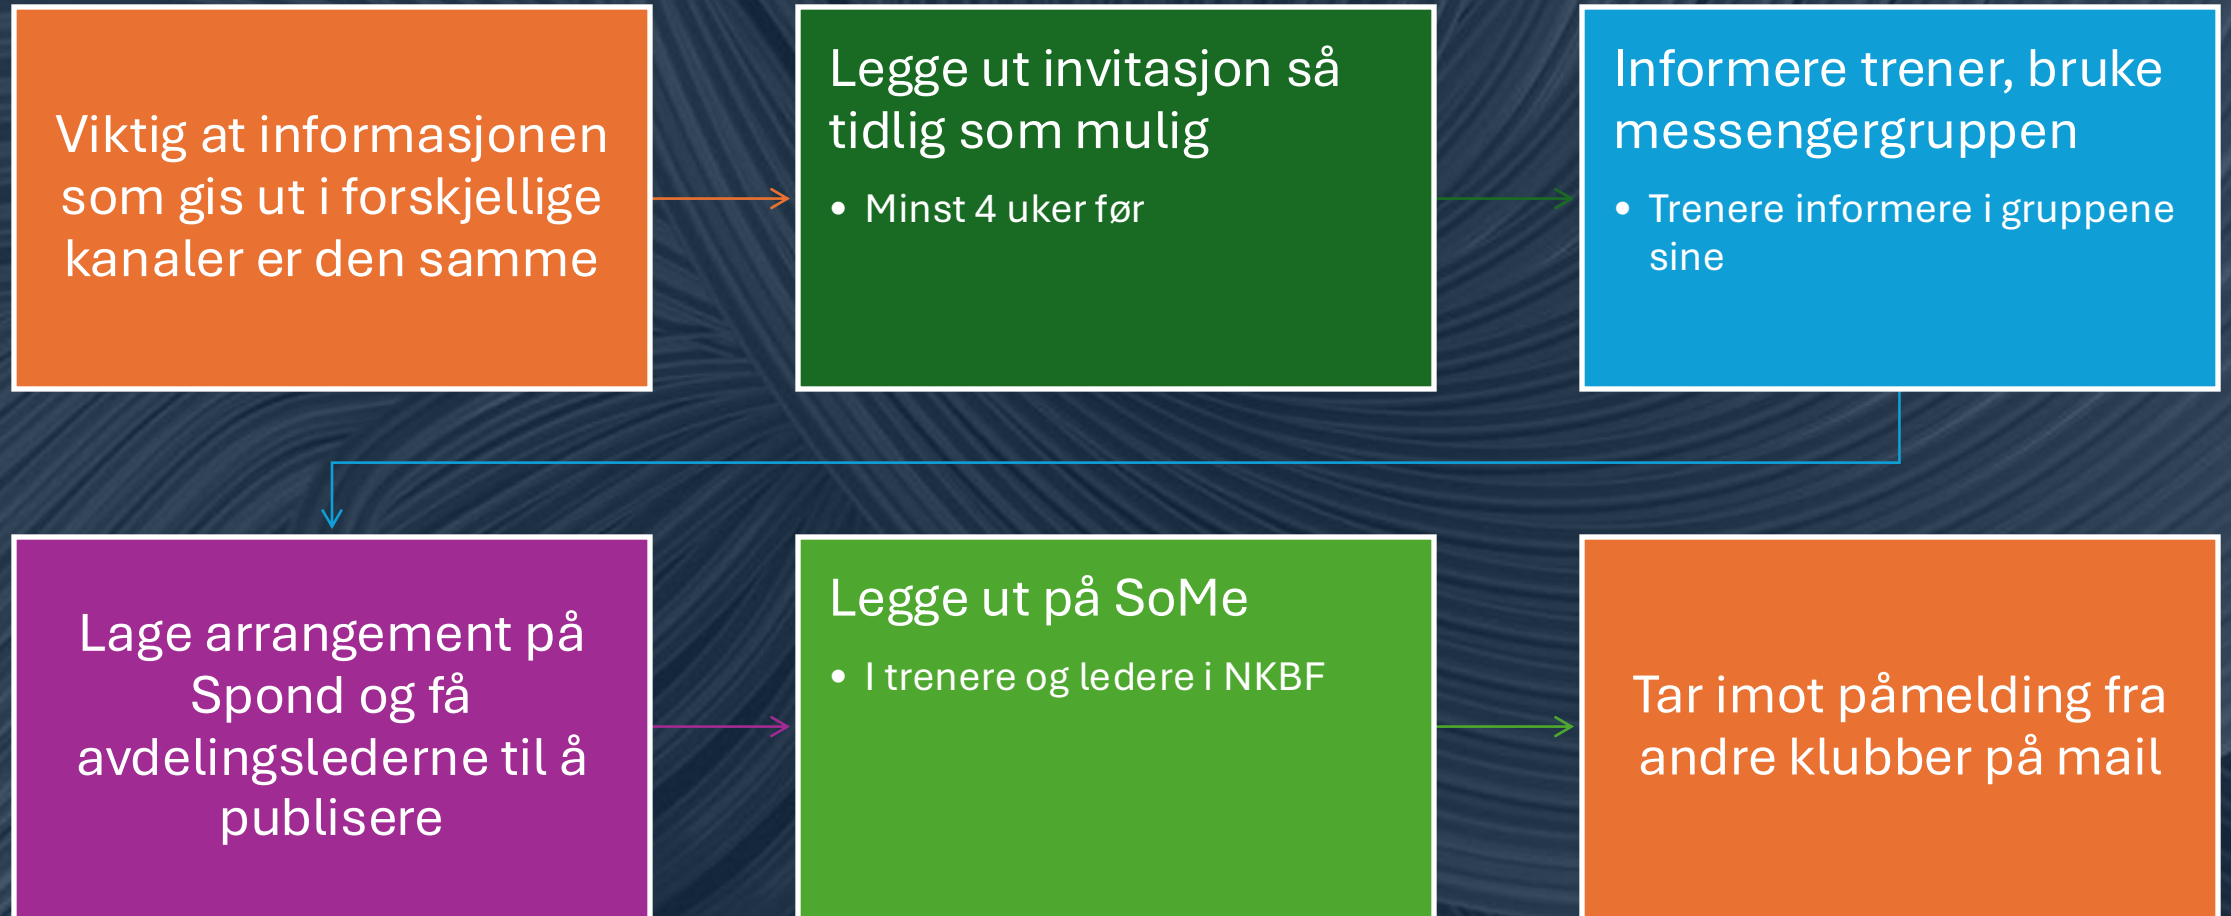 Viktig at informasjonen
som gis ut i forskjellige
kanaler er den samme
Legge ut invitasjon så
tidlig som mulig
• Minst 4 uker før
Informere trener, bruke
messengergruppen
• Trenere informere i gruppene
sine
Lage arrangement på
Spond og få
avdelingslederne til å
publisere
Legge ut på SoMe
• I trenere og ledere i NKBF
Tar imot påmelding fra
andre klubber på mail